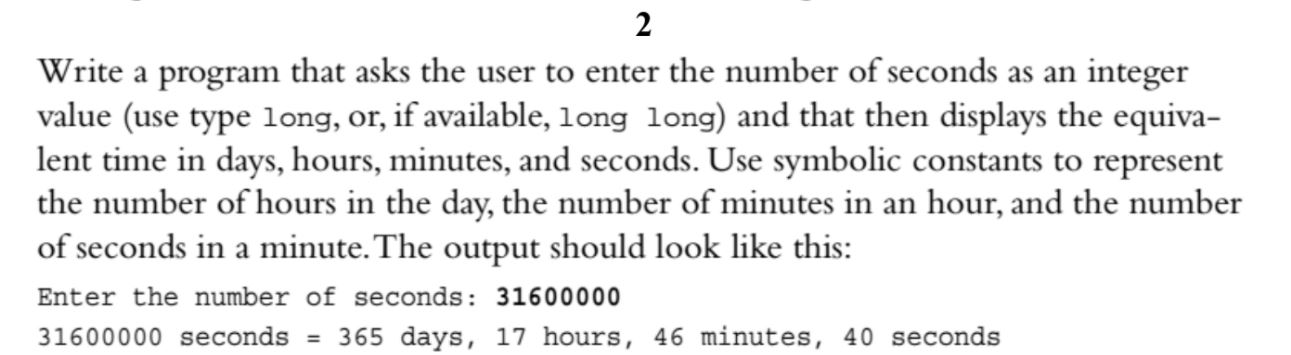 2
Write a program that asks the user to enter the number of seconds as an integer
value (use type long, or, if available, long long) and that then displays the equiva-
lent time in days, hours, minutes, and seconds. Use symbolic constants to represent
the number of hours in the day, the number of minutes in an hour, and the number
of seconds in a minute. The output should look like this:
Enter the number of seconds: 31600000
31600000 seconds = 365 days, 17 hours, 46 minutes, 40 seconds